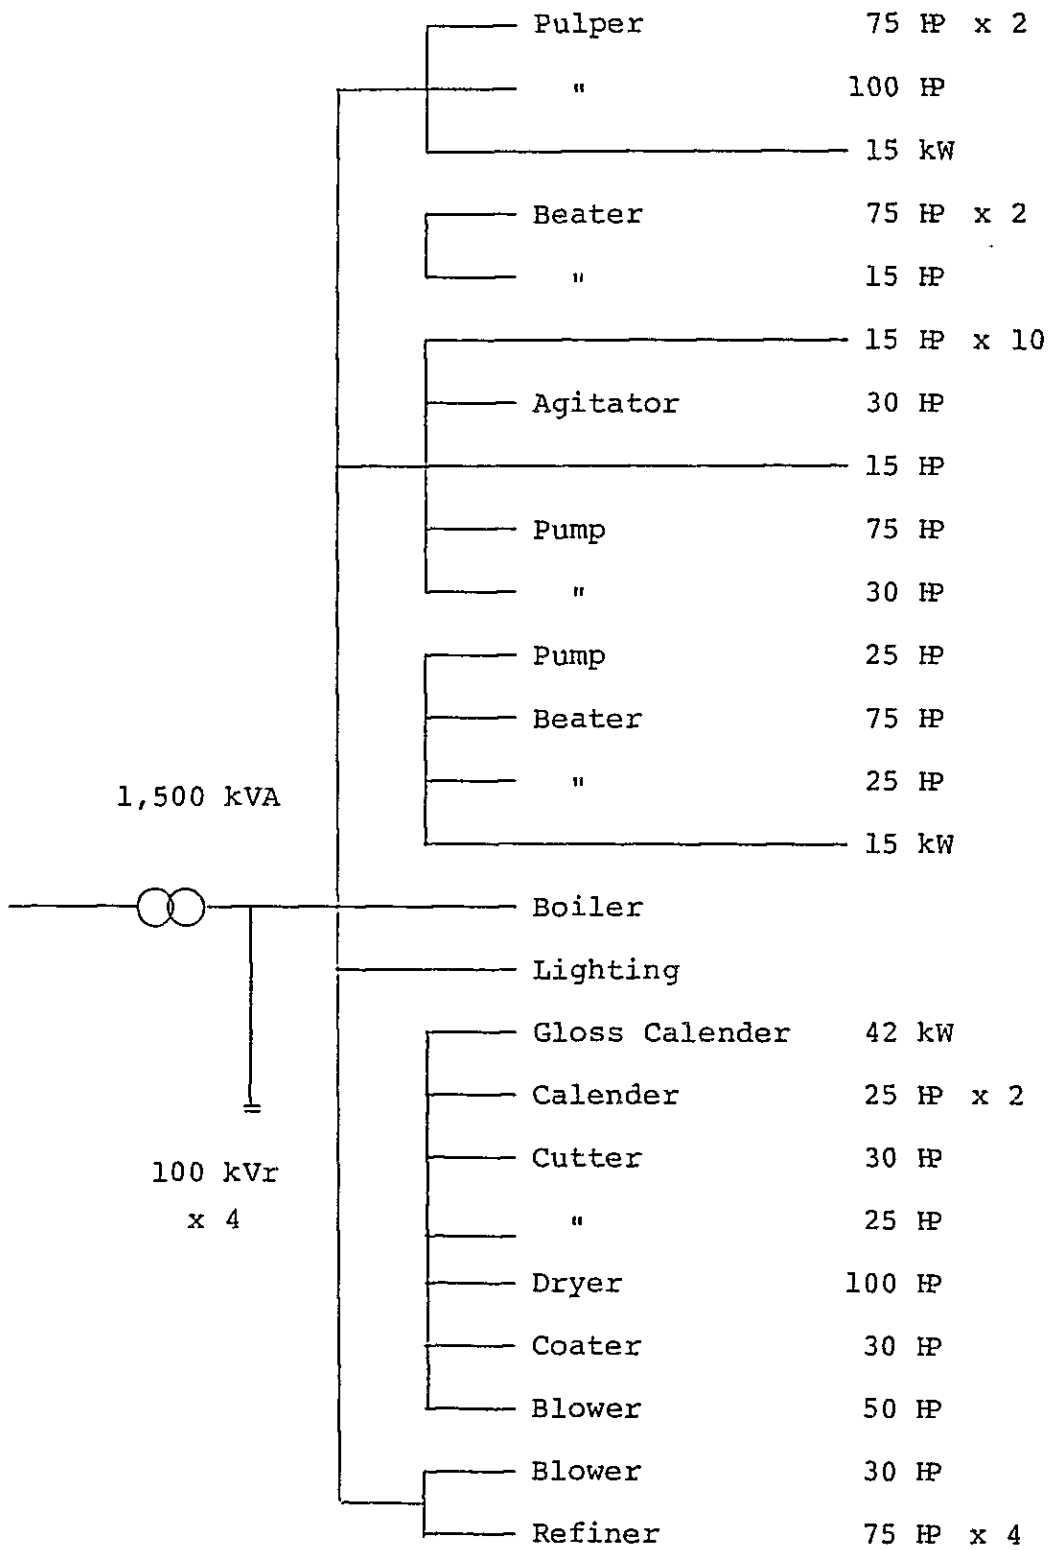 Pulper 75 HP x 2
" 100 HP
15 kW
Beater 75 HP x 2
" 15 HP
15 HP x 10
Agitator 30 HP
15 HP
Pump 75 HP
" 30 HP
Pump 25 HP
Beater 75 HP
" 25 HP
1,500 kVA
15 kW
Boiler
Lighting
Gloss Calender 42 kW
Calender 25 HP x 2
Cutter 30 HP
100 kVr
x 4
" 25 HP
Dryer 100 HP
Coater 30 HP
Blower 50 HP
Blower 30 HP
Refiner 75 HP x 4